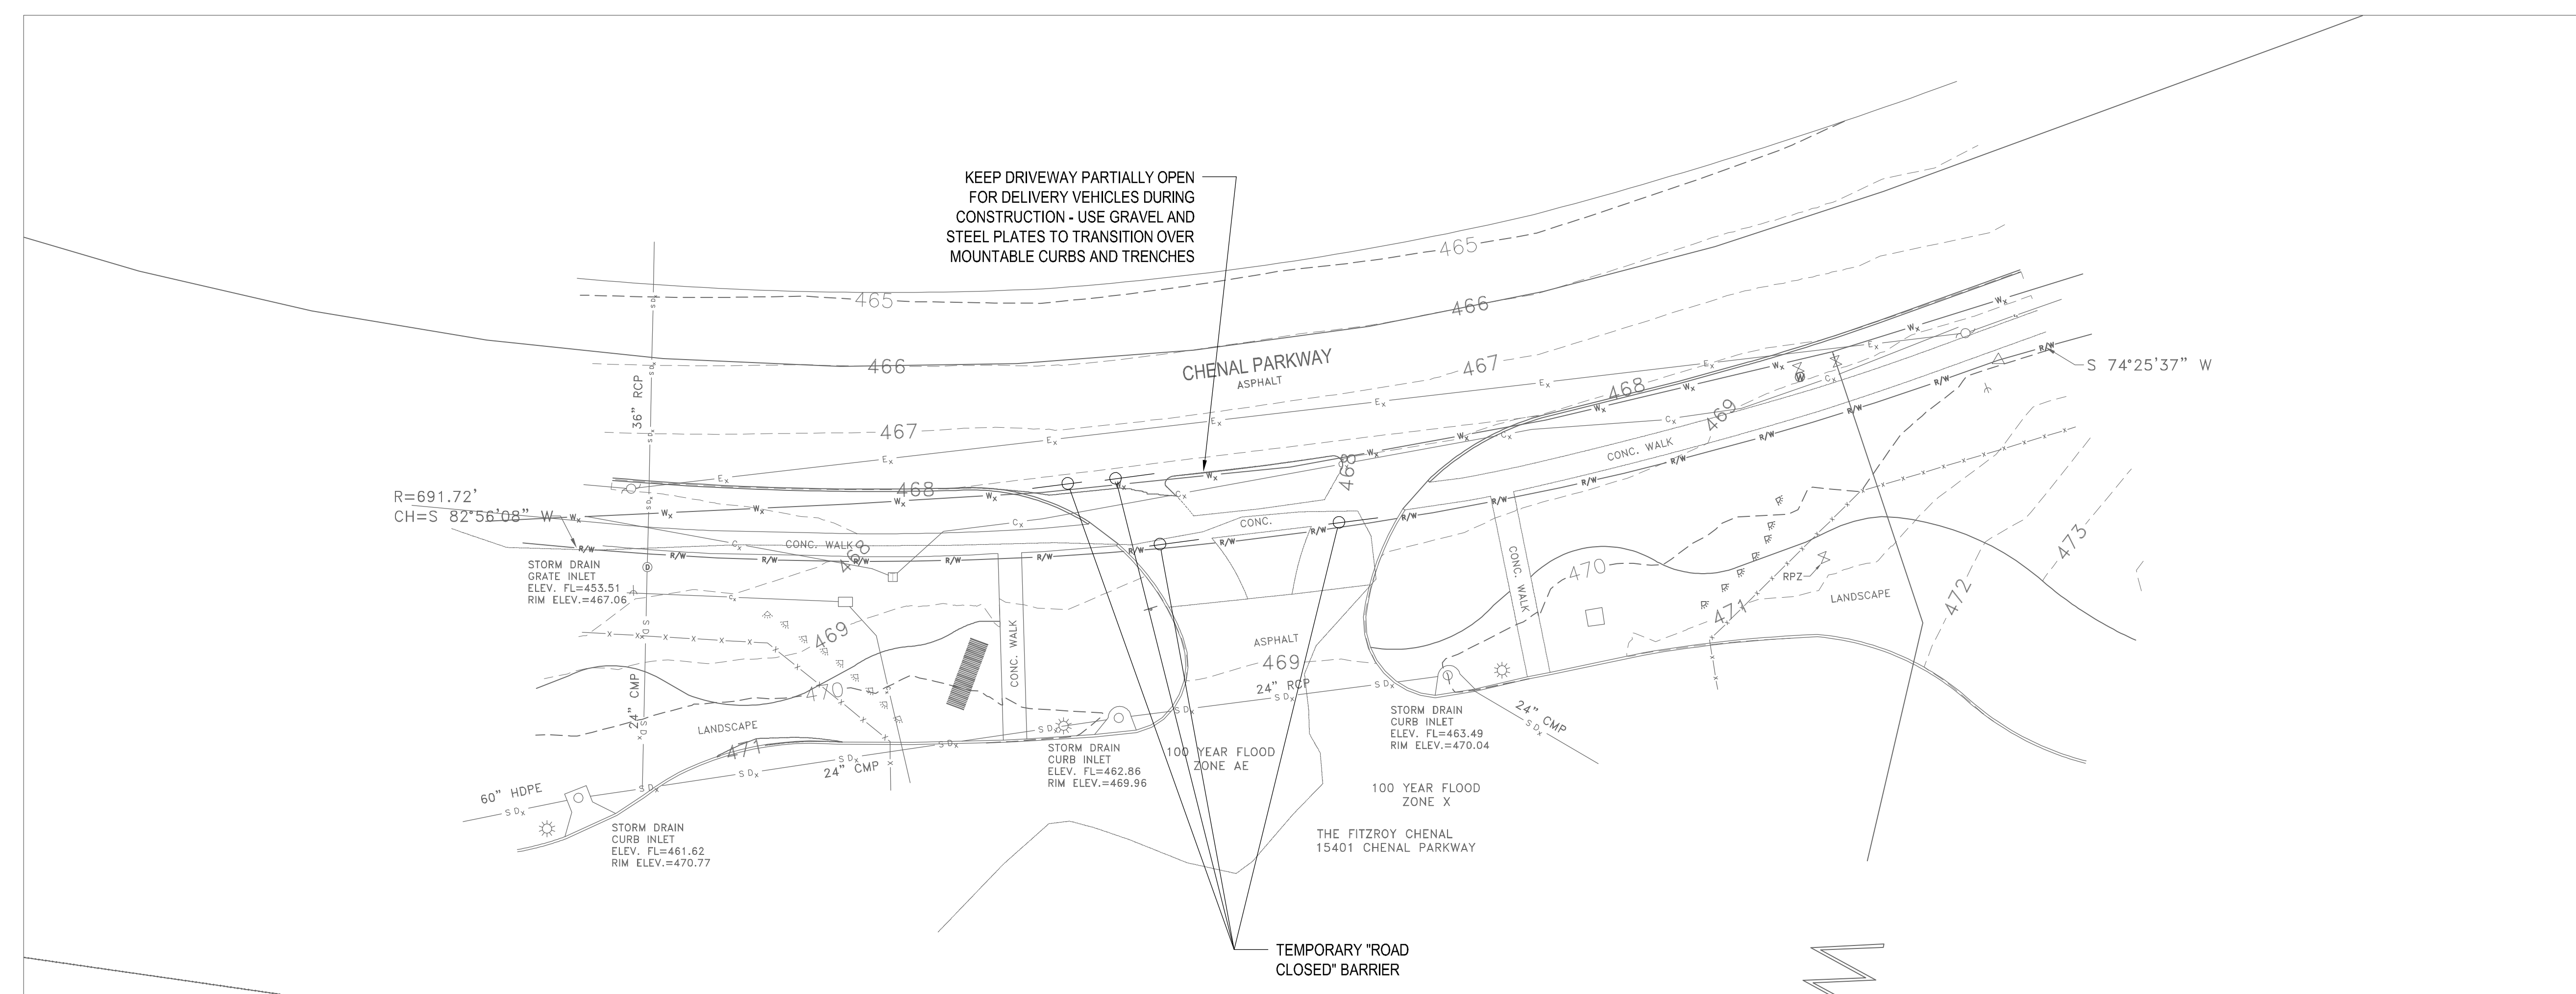 KEEP DRIVEWAY PARTIALLY OPEN
FOR DELIVERY VEHICLES DURING
CONSTRUCTION - USE GRAVEL AND
STEEL PLATES TO TRANSITION OVER
MOUNTABLE CURBS AND TRENCHES
465
465
466
466
CHENAL PARKWAY
ASPHALT
467
467
468
468
468
468
469
36" RCP
S 74°25'37" W
R=691.72'
CH=S 82°56'08" W
CONC. WALK
CONC. WALK
CONC.
STORM DRAIN
GRATE INLET
ELEV. FL=453.51
RIM ELEV.=467.06
CONC. WALK
CONC. WALK
RPZ
LANDSCAPE
469
470
471
ASPHALT
469
24" RCP
470
471
472
473
LANDSCAPE
24" CMP
24" CMP
24" CMP
60" HDPE
STORM DRAIN
CURB INLET
ELEV. FL=462.86
RIM ELEV.=469.96
100 YEAR FLOOD
ZONE AE
STORM DRAIN
CURB INLET
ELEV. FL=463.49
RIM ELEV.=470.04
100 YEAR FLOOD
ZONE X
STORM DRAIN
CURB INLET
ELEV. FL=461.62
RIM ELEV.=470.77
THE FITZROY CHENAL
15401 CHENAL PARKWAY
TEMPORARY "ROAD
CLOSED" BARRIER